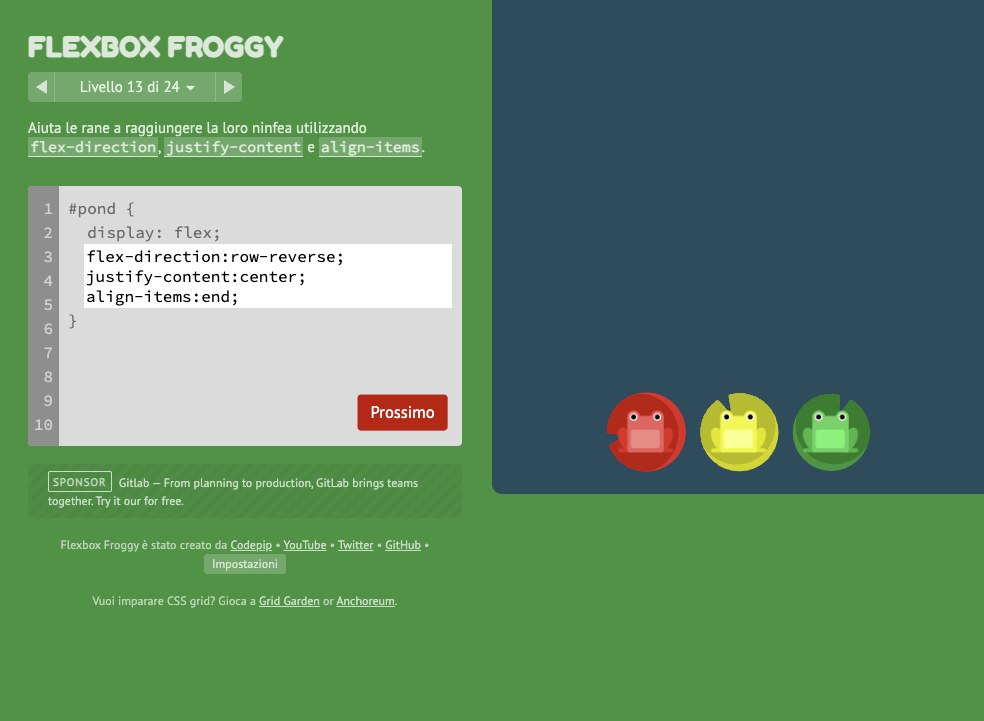 FLEXBOX FROGGY
Livello 13 di 24
Aiuta le rane a raggiungere la loro ninfea utilizzando
flex-direction, justify-content e align-items.
1 #pond {
2 display: flex;
3 flex-direction:row-reverse;
4 justify-content:center;
5 align-items:end;
6 }
7
8
9
10
Prossimo
SPONSOR Gitlab — From planning to production, GitLab brings teams
together. Try it our for free.
Flexbox Froggy è stato creato da Codepip • YouTube • Twitter • GitHub •
Impostazioni
Vuoi imparare CSS grid? Gioca a Grid Garden or Anchoreum.